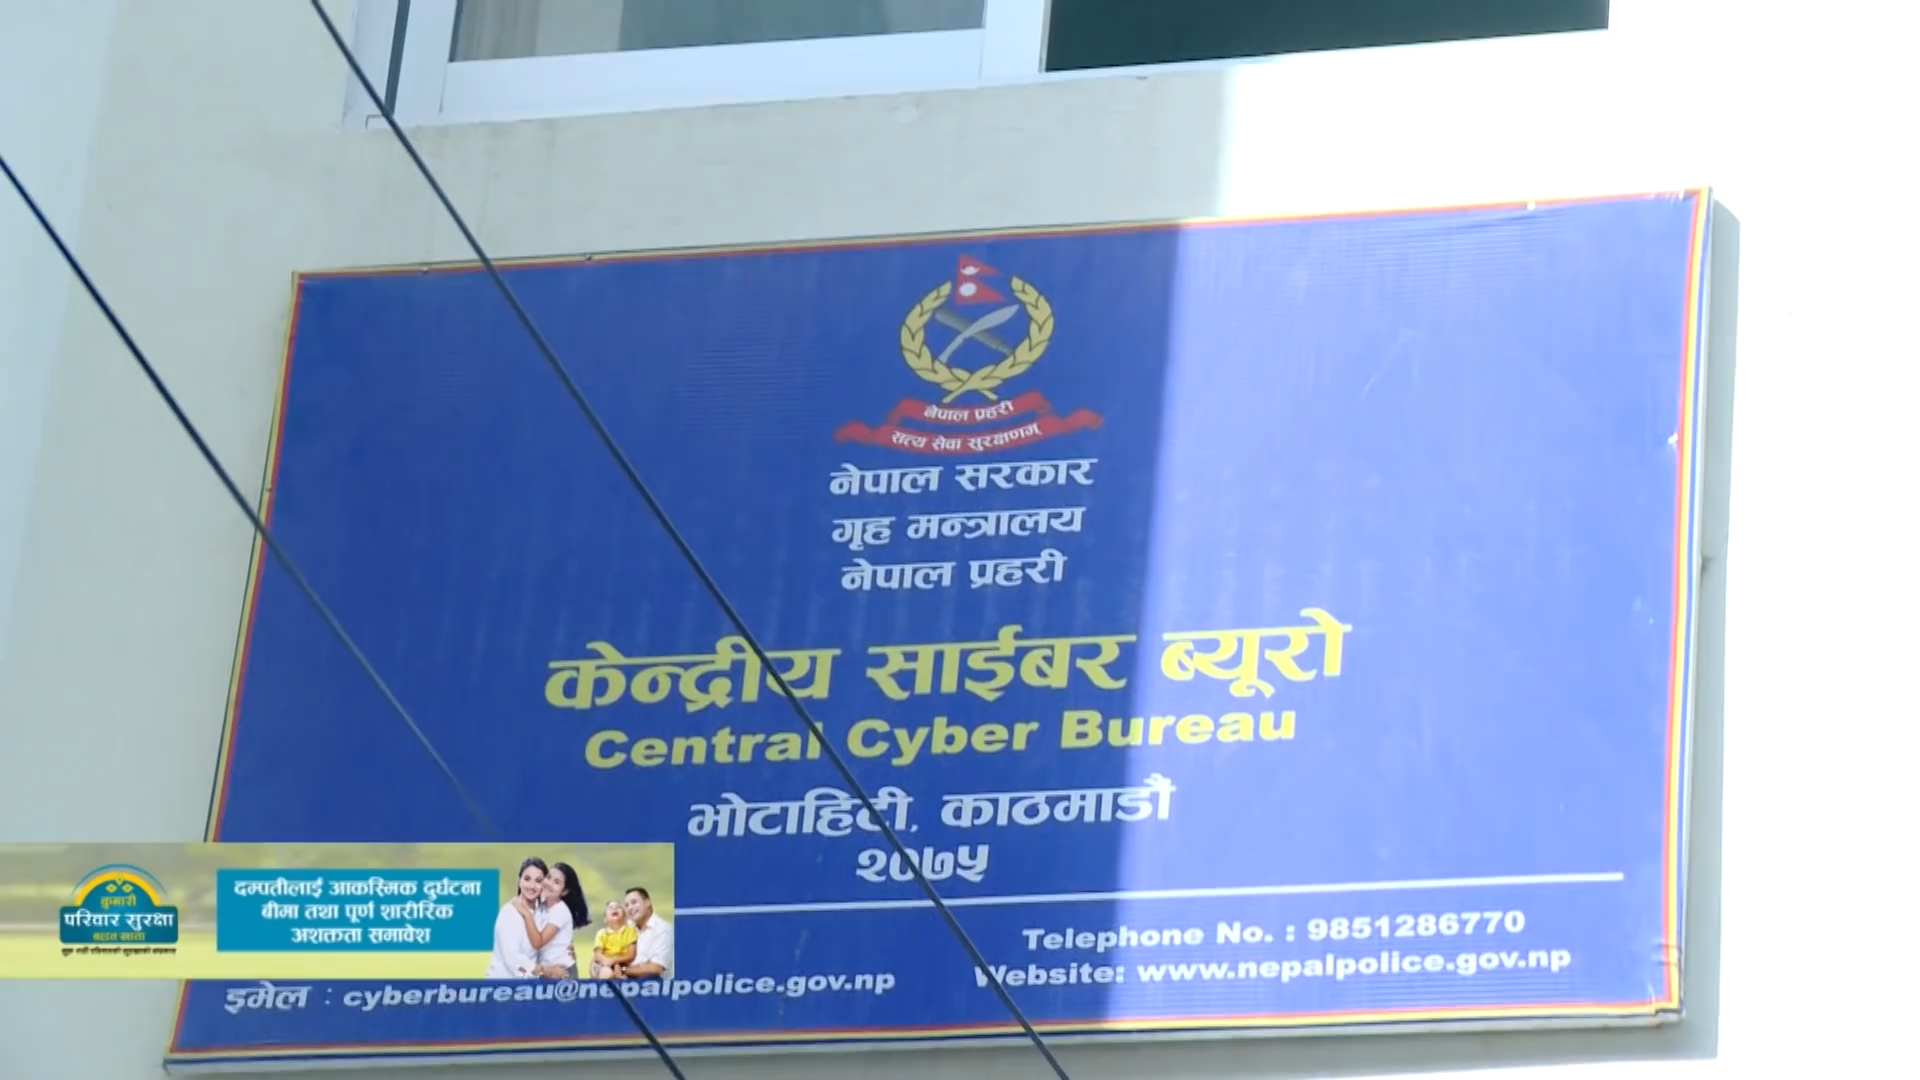 नेपाल प्रहरी
सत्य सेवा सुरक्षणम्
नेपाल सरकार
गृह मन्त्रालय
नेपाल प्रहरी
केन्द्रीय साईबर ब्यूरो
Central Cyber Bureau
भोटाहिटी, काठमाडौं
२०७५
Telephone No. : 9851286770
इमेल : cyberbureau@nepalpolice.gov.np
Website: www.nepalpolice.gov.np
कुमारी
परिवार सुरक्षा
बचत खाता
दम्पतीलाई आकस्मिक दुर्घटना
बीमा तथा पूर्ण शारीरिक
अशक्तता समावेश